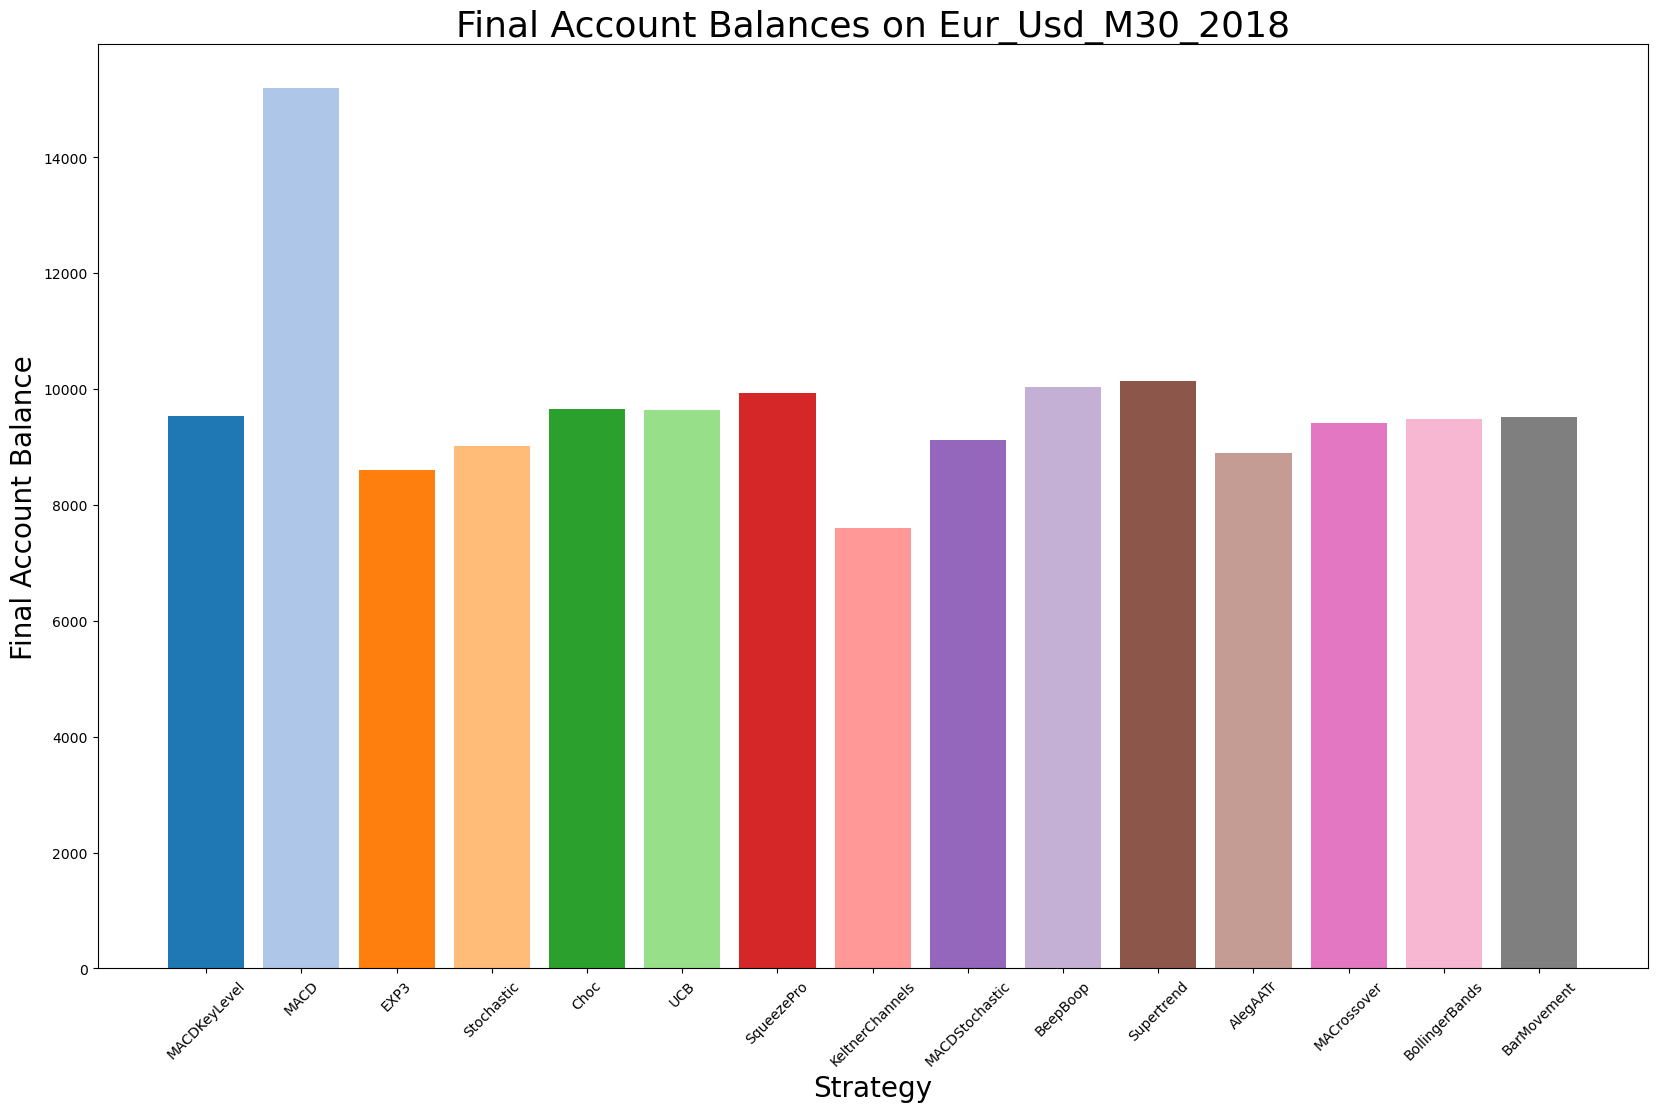 Final Account Balances on Eur_Usd_M30_2018
Final Account Balance
14000
12000
10000
8000
6000
4000
2000
0
MACDKeyLevel
MACD
EXP3
Stochastic
Choc
UCB
SqueezePro
KeltnerChannels
MACDStochastic
BeepBoop
Supertrend
AlegAATr
MACrossover
BollingerBands
BarMovement
Strategy